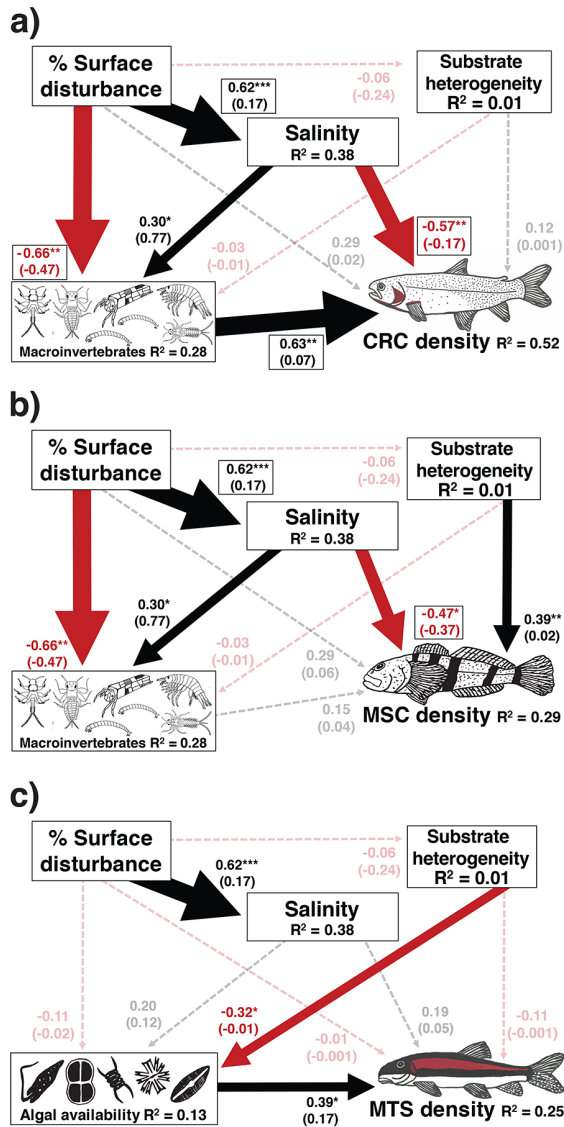 a)
% Surface
disturbance
Substrate
heterogeneity
R² = 0.01
-0.06
(-0.24)
0.62***
(0.17)
Salinity
R² = 0.38
-0.66**
(-0.47)
0.30*
(0.77)
-0.03
(-0.01)
0.29
(0.02)
-0.57**
(-0.17)
0.12
(0.001)
Macroinvertebrates R² = 0.28
0.63**
(0.07)
CRC density R² = 0.52
b)
% Surface
disturbance
Substrate
heterogeneity
R² = 0.01
-0.06
(-0.24)
0.62***
(0.17)
Salinity
R² = 0.38
-0.66**
(-0.47)
0.30*
(0.77)
-0.03
(-0.01)
0.29
(0.06)
-0.47*
(-0.37)
0.39**
(0.02)
Macroinvertebrates R² = 0.28
0.15
(0.04)
MSC density R² = 0.29
c)
% Surface
disturbance
Substrate
heterogeneity
R² = 0.01
-0.06
(-0.24)
0.62***
(0.17)
Salinity
R² = 0.38
-0.11
(-0.02)
0.20
(0.12)
-0.32*
(-0.01)
-0.01
(-0.001)
0.19
(0.05)
-0.11
(-0.001)
Algal availability R² = 0.13
0.39*
(0.17)
MTS density R² = 0.25